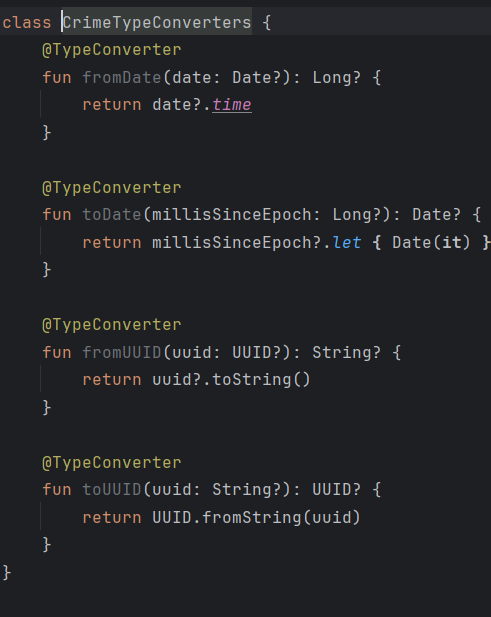 class CrimeTypeConverters {
    @TypeConverter
    fun fromDate(date: Date?): Long? {
        return date?.time
    }

    @TypeConverter
    fun toDate(millisSinceEpoch: Long?): Date? {
        return millisSinceEpoch?.let { Date(it) }
    }

    @TypeConverter
    fun fromUUID(uuid: UUID?): String? {
        return uuid?.toString()
    }

    @TypeConverter
    fun toUUID(uuid: String?): UUID? {
        return UUID.fromString(uuid)
    }
}